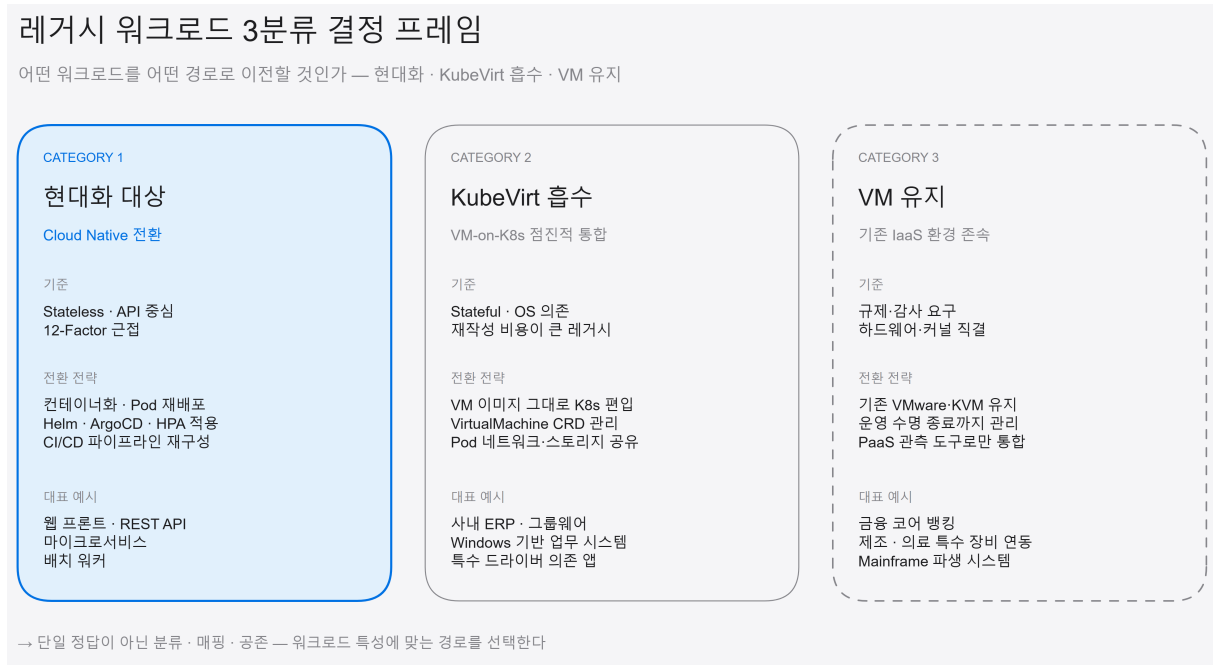 레거시 워크로드 3분류 결정 프레임
어떤 워크로드를 어떤 경로로 이전할 것인가 — 현대화 · KubeVirt 흡수 · VM 유지
CATEGORY 1
현대화 대상
Cloud Native 전환
기준
Stateless · API 중심
12-Factor 근접
전환 전략
컨테이너화 · Pod 재배포
Helm · ArgoCD · HPA 적용
CI/CD 파이프라인 재구성
대표 예시
웹 프론트 · REST API
마이크로서비스
배치 워커
CATEGORY 2
KubeVirt 흡수
VM-on-K8s 점진적 통합
기준
Stateful · OS 의존
재작성 비용이 큰 레거시
전환 전략
VM 이미지 그대로 K8s 편입
VirtualMachine CRD 관리
Pod 네트워크·스토리지 공유
대표 예시
사내 ERP · 그룹웨어
Windows 기반 업무 시스템
특수 드라이버 의존 앱
CATEGORY 3
VM 유지
기존 IaaS 환경 존속
기준
규제·감사 요구
하드웨어·커널 직결
전환 전략
기존 VMware·KVM 유지
운영 수명 종료까지 관리
PaaS 관측 도구로만 통합
대표 예시
금융 코어 뱅킹
제조 · 의료 특수 장비 연동
Mainframe 파생 시스템
→ 단일 정답이 아닌 분류 · 매핑 · 공존 — 워크로드 특성에 맞는 경로를 선택한다